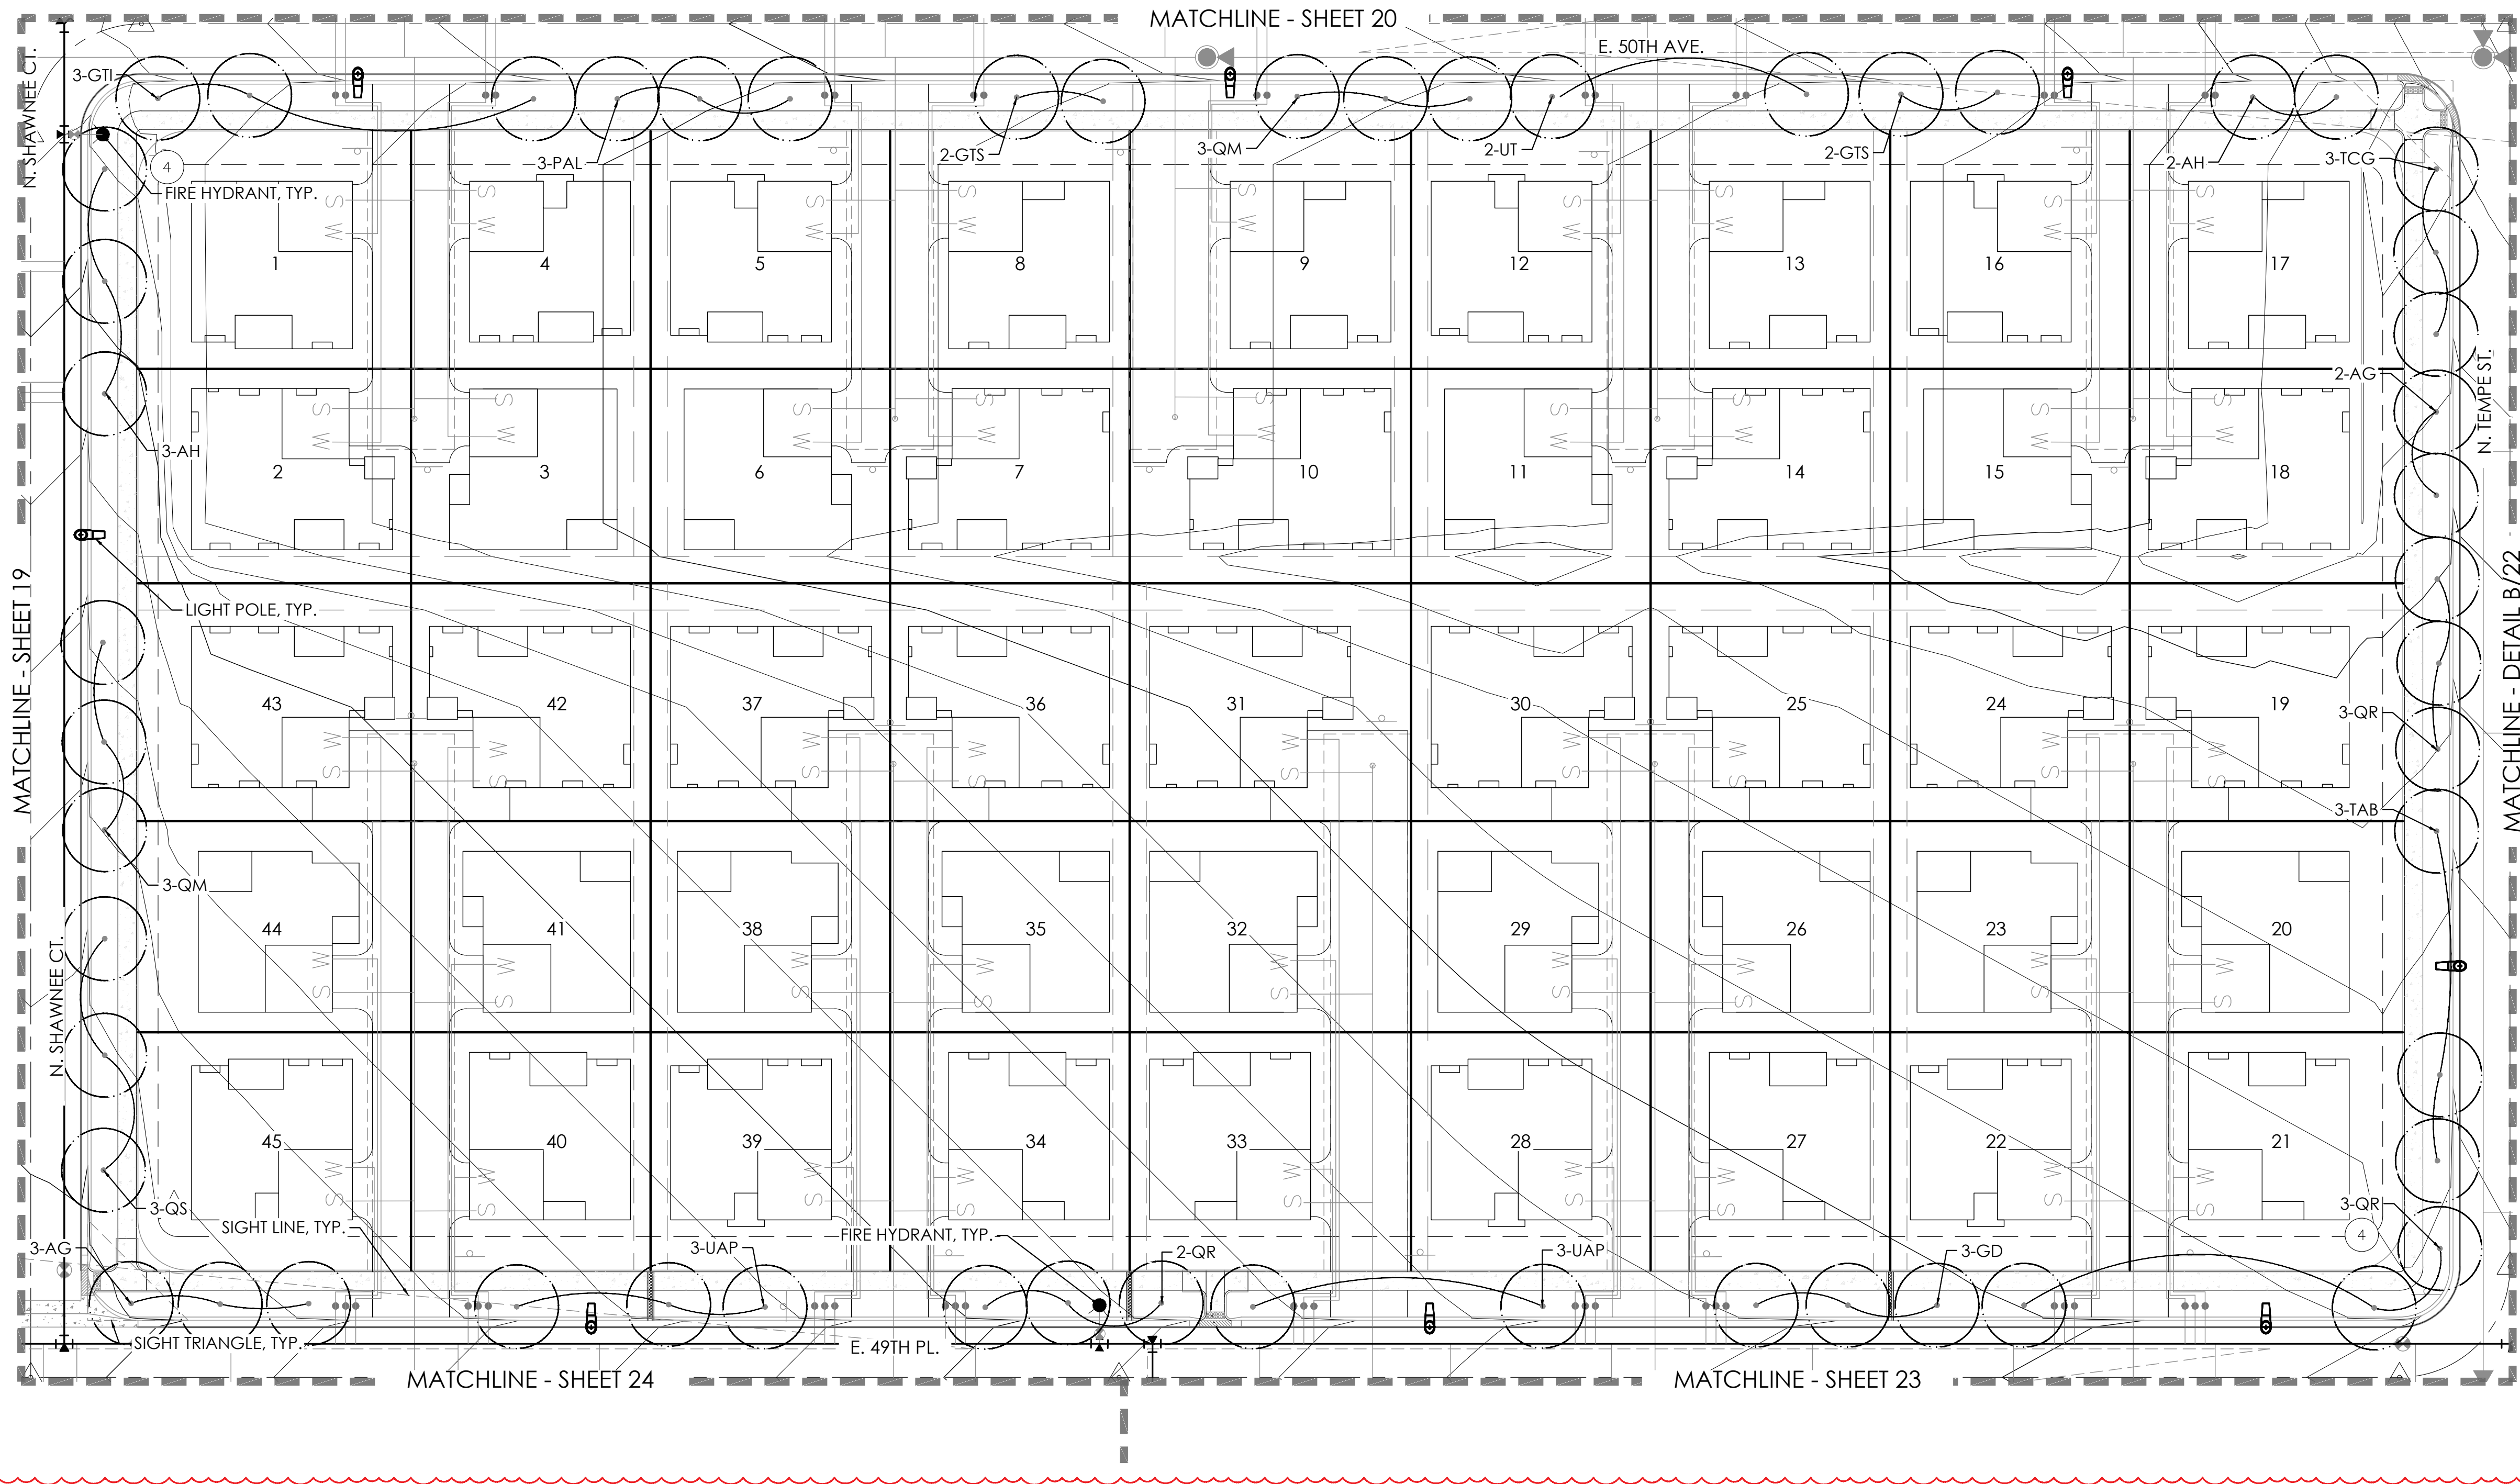 MATCHLINE - SHEET 20
E. 50TH AVE.
N. SHAWNEE CT.
3-GTI
3-PAL
2-GTS
3-QM
2-UT
2-GTS
2-AH
3-TCG
4
FIRE HYDRANT, TYP.
S S S S S S S S S
W W W W W W W W W
1 4 5 8 9 12 13 16 17
2-AG
N. TEMPE ST.
S S S S S S S S S
W W W W W W W W W
3-AH
2 3 6 7 10 11 14 15 18
LIGHT POLE, TYP.
MATCHLINE - SHEET 19
MATCHLINE - DETAIL B/22
43 42 37 36 31 30 25 24 19
3-QR
W W W W W W W W W
S S S S S S S S S
3-TAB
3-QM
44 41 38 35 32 29 26 23 20
W W W W W W W W W
S S S S S S S S S
N. SHAWNEE CT.
45 40 39 34 33 28 27 22 21
W W W W W W W W W
S S S S S S S S S
3-QS
3-QR
SIGHT LINE, TYP.
FIRE HYDRANT, TYP.
4
3-AG
3-UAP
2-QR
3-UAP
3-GD
SIGHT TRIANGLE, TYP.
E. 49TH PL.
MATCHLINE - SHEET 24
MATCHLINE - SHEET 23